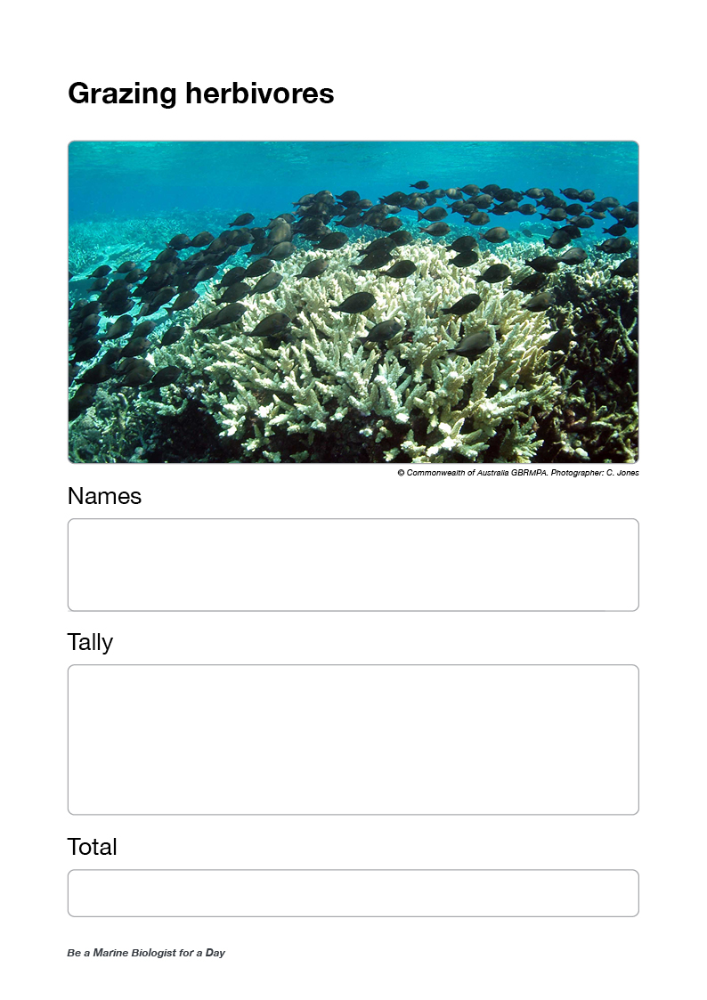 Grazing herbivores
© Commonwealth of Australia GBRMPA. Photographer: C. Jones
Names
Tally
Total
Be a Marine Biologist for a Day